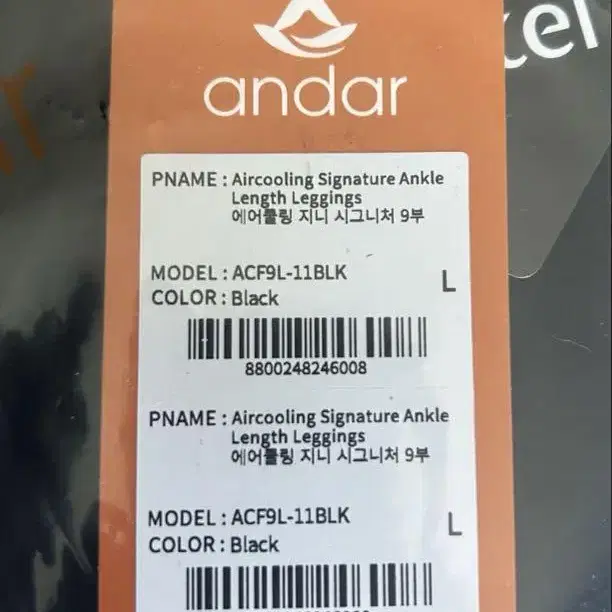 andar
PNAME : Aircooling Signature Ankle
Length Leggings
에어쿨링 지니 시그니처 9부
MODEL : ACF9L-11BLK
L
COLOR : Black
8800248246008
PNAME : Aircooling Signature Ankle
Length Leggings
에어쿨링 지니 시그니처 9부
MODEL : ACF9L-11BLK
L
COLOR : Black